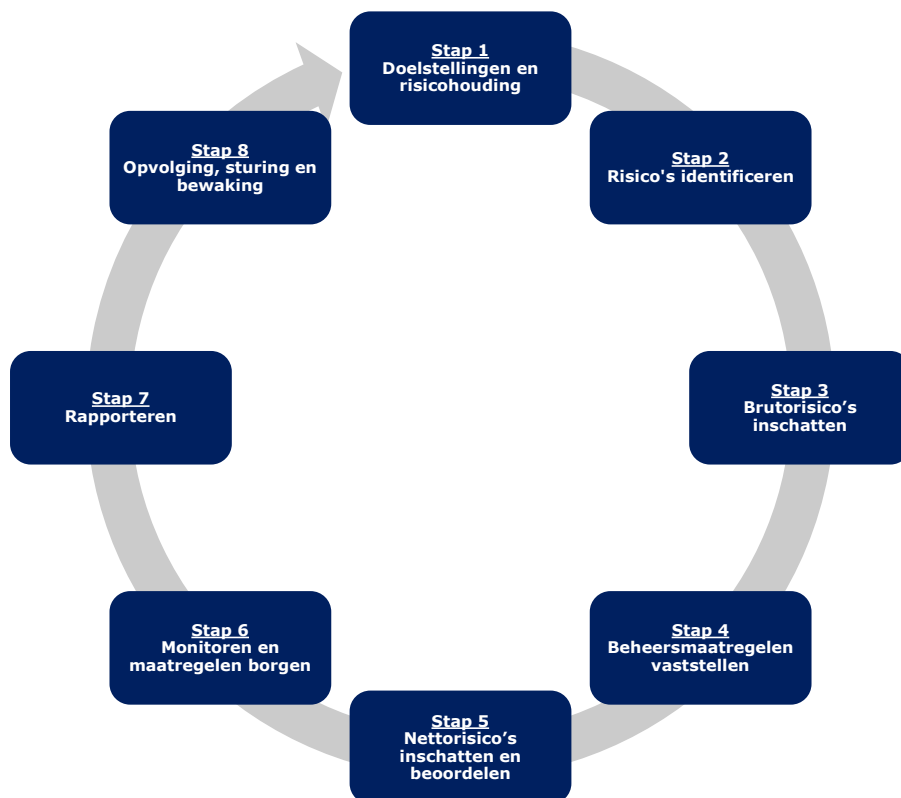 Stap 1
Doelstellingen en
risicohouding
Stap 2
Risico's identificeren
Stap 3
Brutorisico’s
inschatten
Stap 4
Beheersmaatregelen
vaststellen
Stap 5
Nettorisico’s
inschatten en
beoordelen
Stap 6
Monitoren en
maatregelen borgen
Stap 7
Rapporteren
Stap 8
Opvolging, sturing en
bewaking